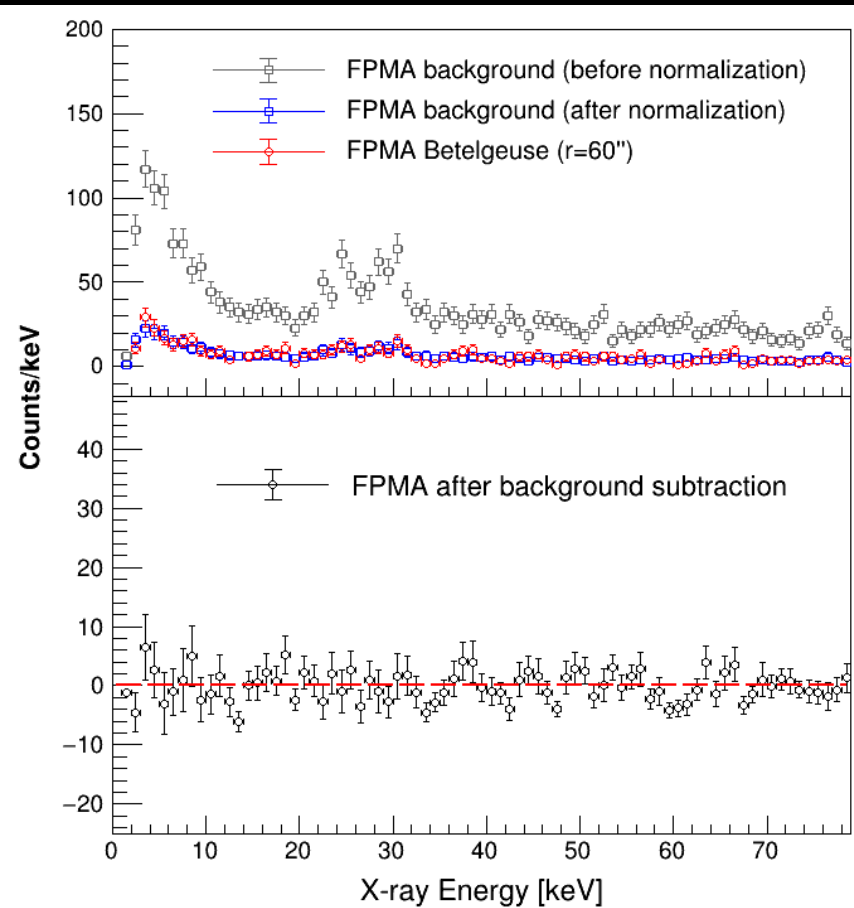 200
FPMA background (before normalization)
FPMA background (after normalization)
150
FPMA Betelgeuse (r=60")
100
50
0
Counts/keV
40
FPMA after background subtraction
30
20
10
0
−10
−20
0 10 20 30 40 50 60 70
X-ray Energy [keV]